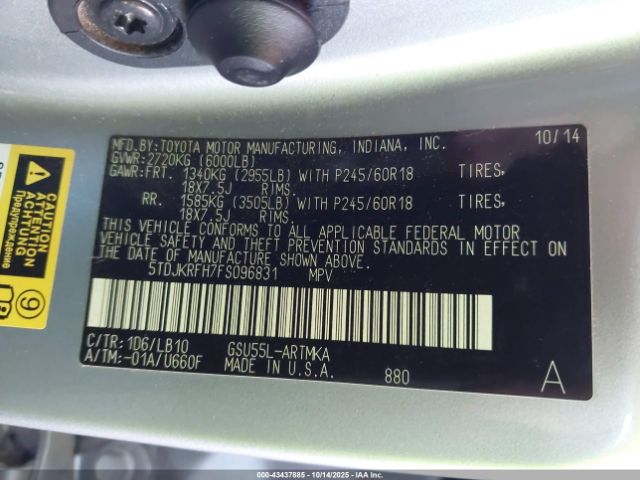 MFD. BY: TOYOTA MOTOR MANUFACTURING, INDIANA, INC. 10/14
GVWR: 2720KG (6000LB)
GAWR: FRT. 1340KG (2955LB) WITH P245/60R18 TIRES,
18X7.5J RIMS.
RR. 1585KG (3505LB) WITH P245/60R18 TIRES,
18X7.5J RIMS.
THIS VEHICLE CONFORMS TO ALL APPLICABLE FEDERAL MOTOR
VEHICLE SAFETY AND THEFT PREVENTION STANDARDS IN EFFECT ON
THE DATE OF MANUFACTURE SHOWN ABOVE.
5TDJKRFH7FS096831 MPV
C/TR: 1D6/LB10 GSU55L-ARTMKA
A/TM: -01A/U660F MADE IN U.S.A. 880 A
CAUTION
ATTENTION
ACHTUNG
Предупреждение
9
000-43437885 - 10/14/2025 - IAA